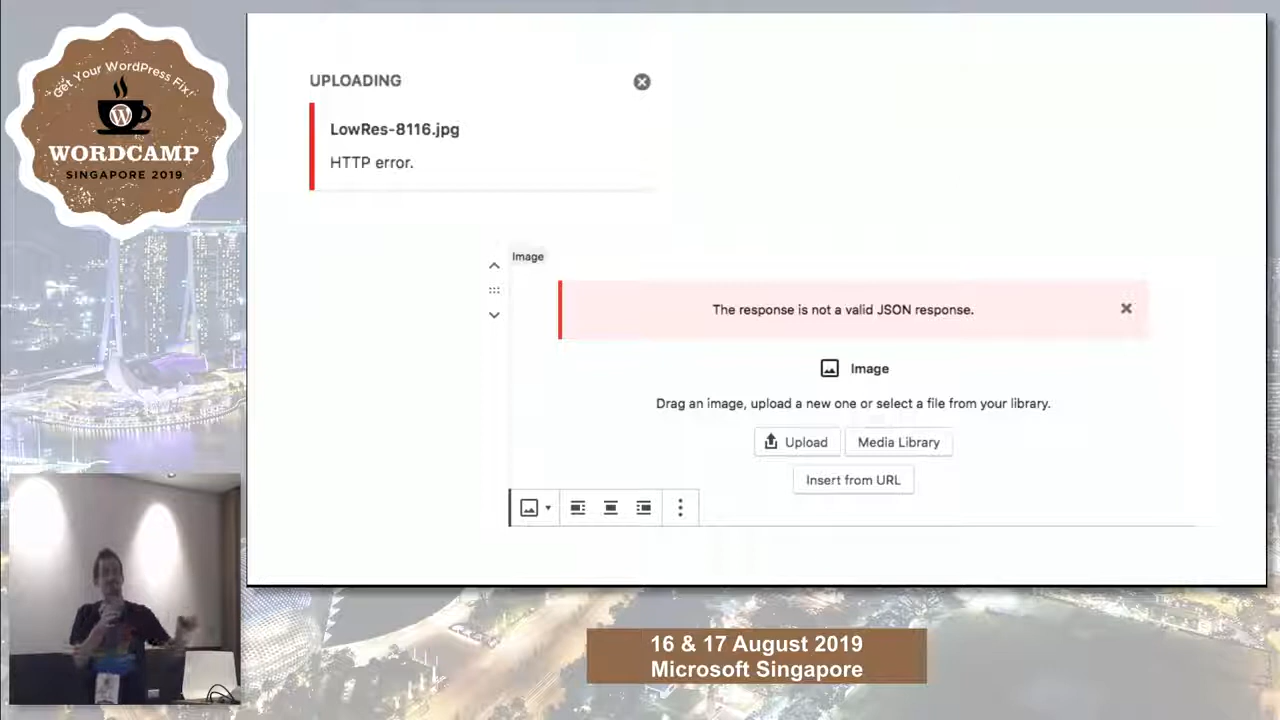 Get Your WordPress Fix!
WORDCAMP
SINGAPORE 2019
UPLOADING
LowRes-8116.jpg
HTTP error.
Image
The response is not a valid JSON response.
Image
Drag an image, upload a new one or select a file from your library.
Upload
Media Library
Insert from URL
16 & 17 August 2019
Microsoft Singapore